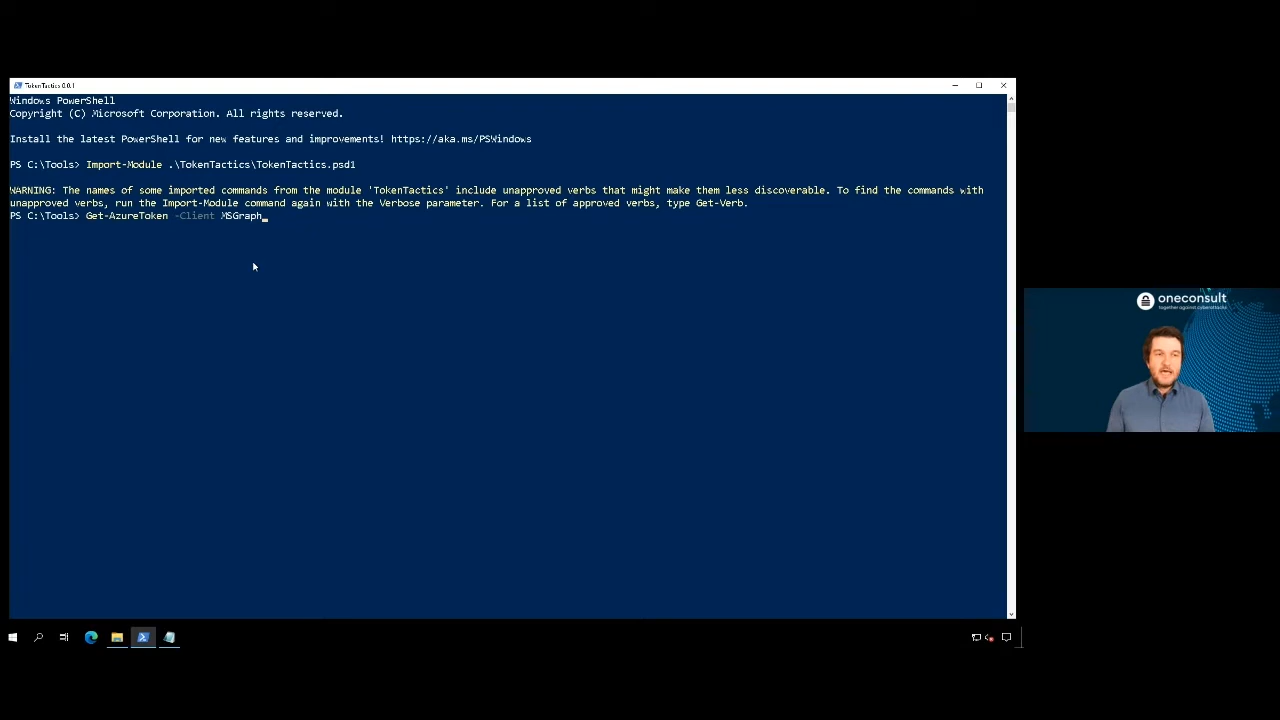 TokenTactics 0.0.1
Windows PowerShell
Copyright (C) Microsoft Corporation. All rights reserved.
Install the latest PowerShell for new features and improvements! https://aka.ms/PSWindows
PS C:\Tools> Import-Module .\TokenTactics\TokenTactics.psd1
WARNING: The names of some imported commands from the module 'TokenTactics' include unapproved verbs that might make them less discoverable. To find the commands with
unapproved verbs, run the Import-Module command again with the Verbose parameter. For a list of approved verbs, type Get-Verb.
PS C:\Tools> Get-AzureToken -Client MSGraph
oneconsult
together against cyberattacks